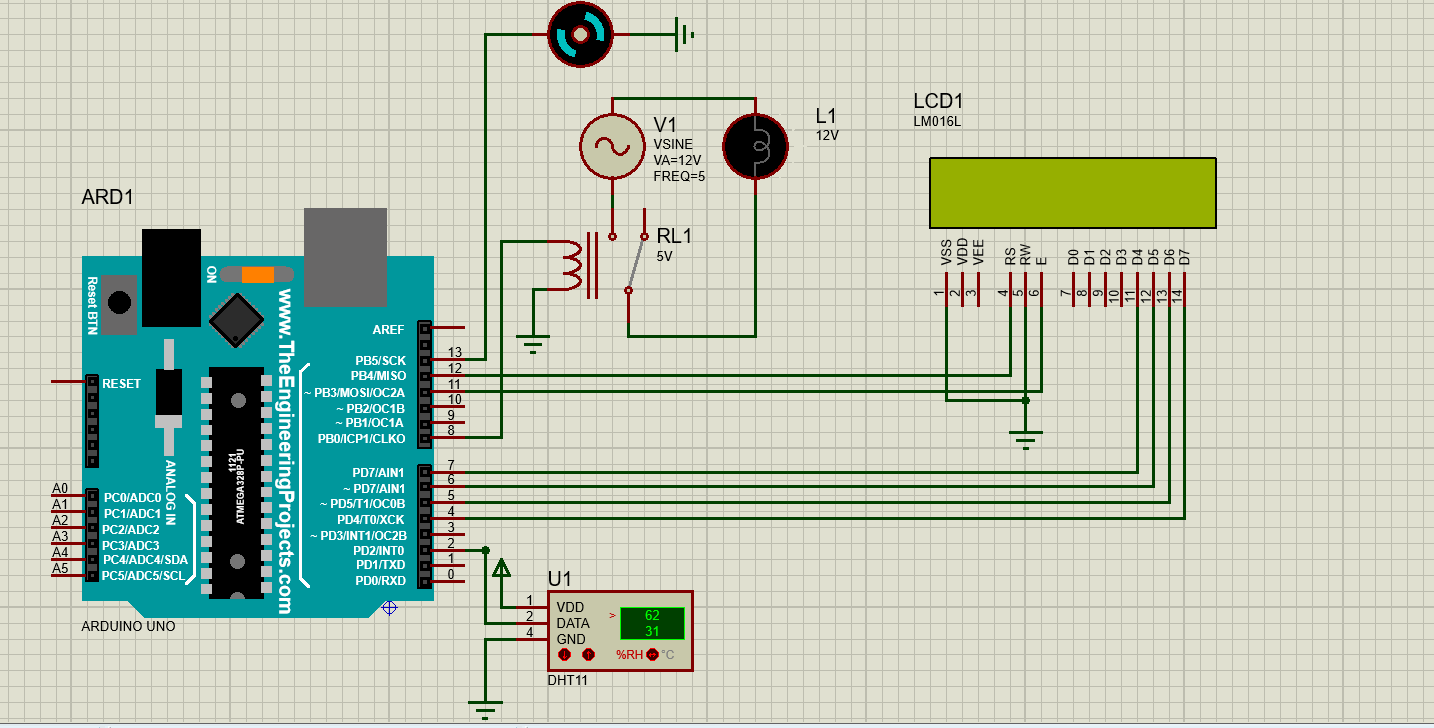 V1
VSINE
VA=12V
FREQ=5
L1
12V
LCD1
LM016L
VSS
VDD
VEE
RS
RW
E
D0
D1
D2
D3
D4
D5
D6
D7
1
2
3
4
5
6
7
8
9
10
11
12
13
14
RL1
5V
ARD1
ON
Reset BTN
www.TheEngineeringProjects.com
RESET
1121
ATMEGA328P-PU
ANALOG IN
AREF
PB5/SCK 13
PB4/MISO 12
~ PB3/MOSI/OC2A 11
~ PB2/OC1B 10
~ PB1/OC1A 9
PB0/ICP1/CLKO 8
PD7/AIN1 7
~ PD7/AIN1 6
~ PD5/T1/OC0B 5
PD4/T0/XCK 4
~ PD3/INT1/OC2B 3
PD2/INT0 2
PD1/TXD 1
PD0/RXD 0
A0 PC0/ADC0
A1 PC1/ADC1
A2 PC2/ADC2
A3 PC3/ADC3
A4 PC4/ADC4/SDA
A5 PC5/ADC5/SCL
ARDUINO UNO
U1
1 VDD
2 DATA
4 GND
> 62
31
%RH °C
DHT11